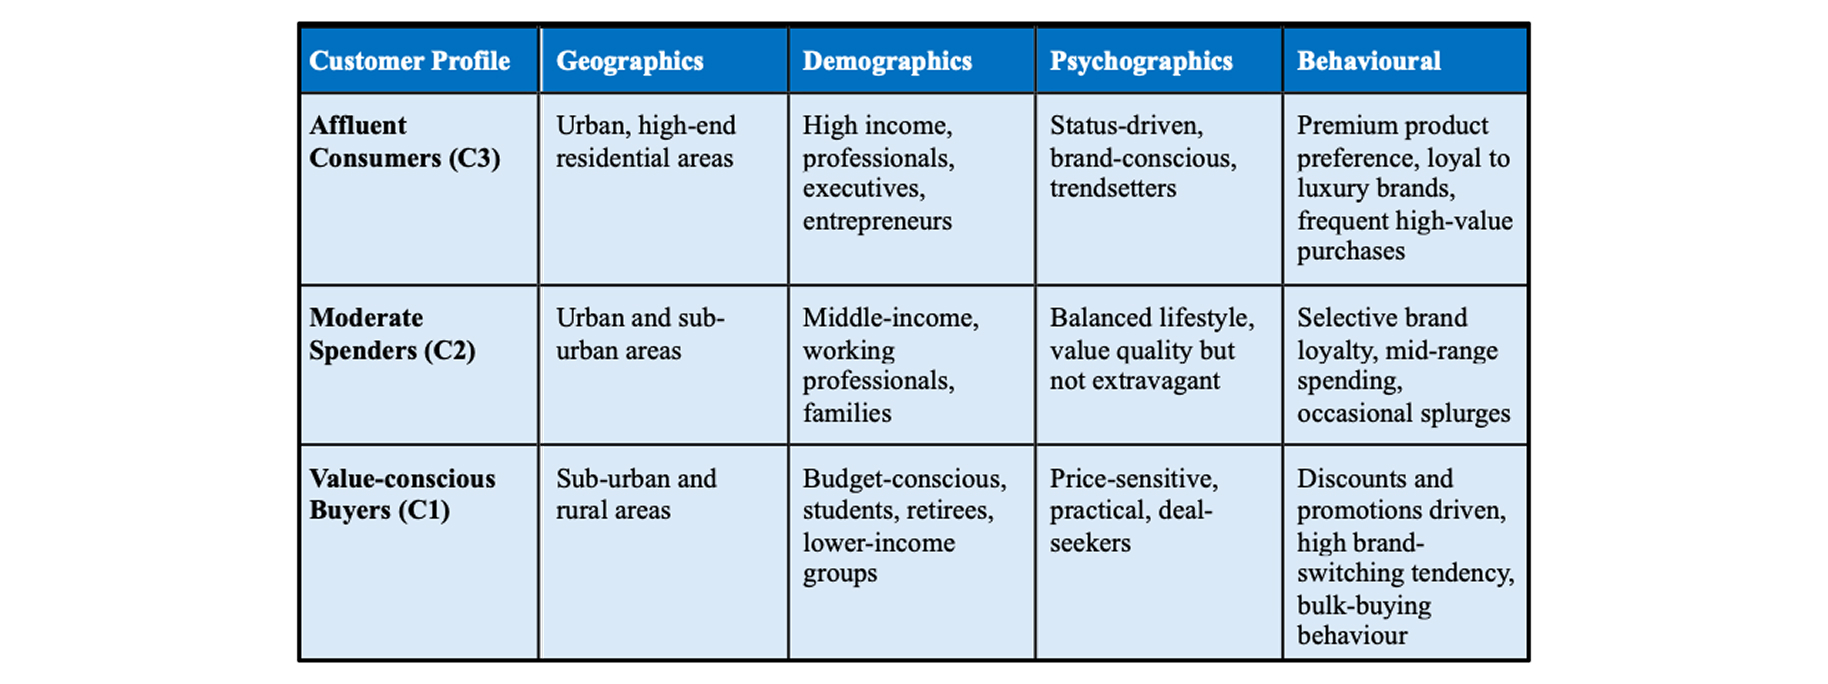 Customer Profile
Geographics
Demographics
Psychographics
Behavioural
Affluent
Consumers (C3)
Urban, high-end
residential areas
High income,
professionals,
executives,
entrepreneurs
Status-driven,
brand-conscious,
trendsetters
Premium product
preference, loyal to
luxury brands,
frequent high-value
purchases
Moderate
Spenders (C2)
Urban and sub-
urban areas
Middle-income,
working
professionals,
families
Balanced lifestyle,
value quality but
not extravagant
Selective brand
loyalty, mid-range
spending,
occasional splurges
Value-conscious
Buyers (C1)
Sub-urban and
rural areas
Budget-conscious,
students, retirees,
lower-income
groups
Price-sensitive,
practical, deal-
seekers
Discounts and
promotions driven,
high brand-
switching tendency,
bulk-buying
behaviour